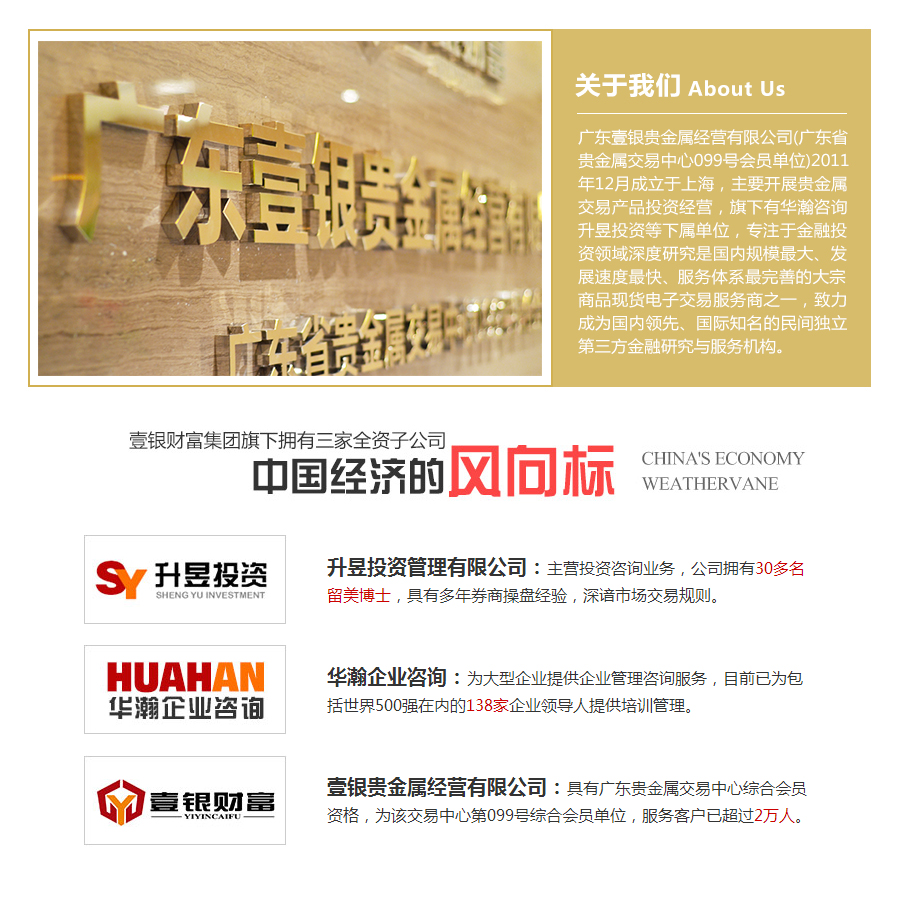 广东壹银贵金属经营有限
广东省贵金属交易中心
关于我们 About Us
广东壹银贵金属经营有限公司(广东省
贵金属交易中心099号会员单位)2011
年12月成立于上海，主要开展贵金属
交易产品投资经营，旗下有华瀚咨询
升昱投资等下属单位，专注于金融投
资领域深度研究是国内规模最大、发
展速度最快、服务体系最完善的大宗
商品现货电子交易服务商之一，致力
成为国内领先、国际知名的民间独立
第三方金融研究与服务机构。
壹银财富集团旗下拥有三家全资子公司
中国经济的风向标
CHINA'S ECONOMY
WEATHERVANE
SY 升昱投资
SHENG YU INVESTMENT
升昱投资管理有限公司：主营投资咨询业务，公司拥有30多名
留美博士，具有多年券商操盘经验，深谙市场交易规则。
HUAHAN
华瀚企业咨询
华瀚企业咨询：为大型企业提供企业管理咨询服务，目前已为包
括世界500强在内的138家企业领导人提供培训管理。
壹银财富
YIYINCAIFU
壹银贵金属经营有限公司：具有广东贵金属交易中心综合会员
资格，为该交易中心第099号综合会员单位，服务客户已超过2万人。